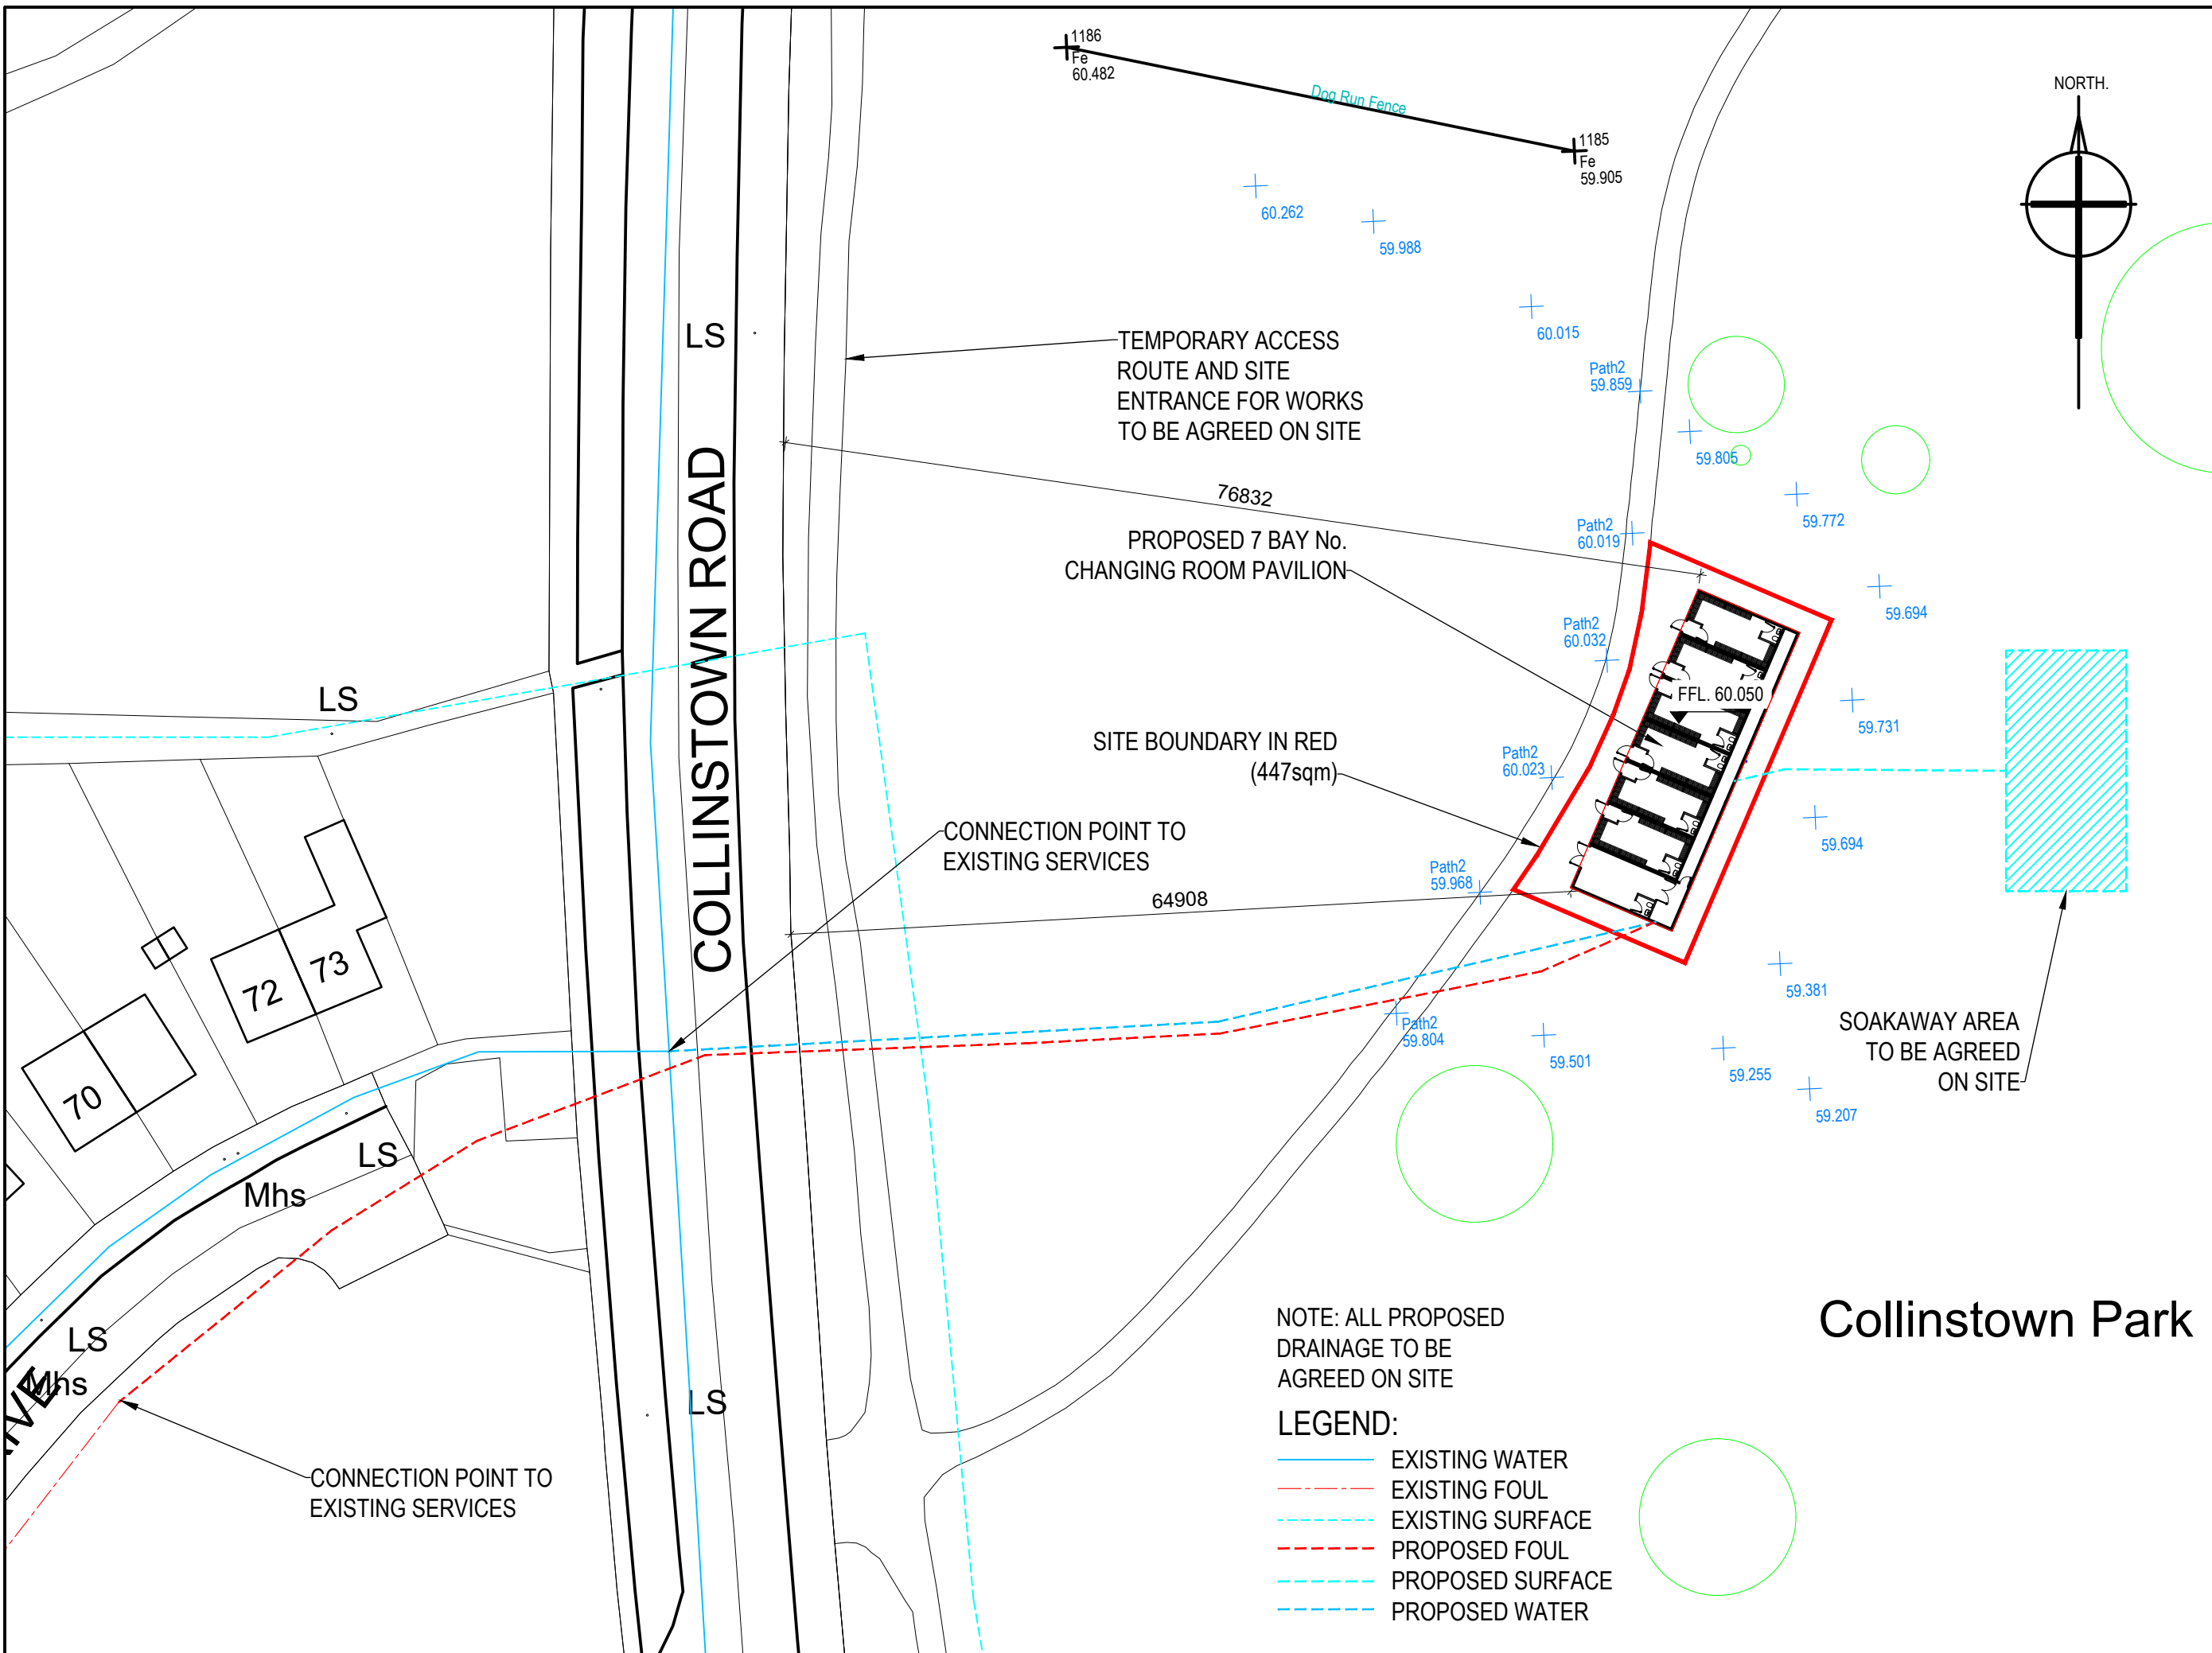 1186
Fe
60.482
Dog Run Fence
1185
Fe
59.905
NORTH.
60.262
59.988
60.015
LS
TEMPORARY ACCESS
ROUTE AND SITE
ENTRANCE FOR WORKS
TO BE AGREED ON SITE
Path2
59.859
59.805
76832
59.772
Path2
60.019
PROPOSED 7 BAY No.
CHANGING ROOM PAVILION
59.694
Path2
60.032
COLLINSTOWN ROAD
LS
FFL. 60.050
59.731
SITE BOUNDARY IN RED
(447sqm)
Path2
60.023
59.694
CONNECTION POINT TO
EXISTING SERVICES
Path2
59.968
64908
73
72
70
59.381
SOAKAWAY AREA
TO BE AGREED
ON SITE
Path2
59.804
59.501
59.255
59.207
LS
Mhs
LS
Mhs
LS
NOTE: ALL PROPOSED
DRAINAGE TO BE
AGREED ON SITE
Collinstown Park
LEGEND:
EXISTING WATER
EXISTING FOUL
EXISTING SURFACE
PROPOSED FOUL
PROPOSED SURFACE
PROPOSED WATER
CONNECTION POINT TO
EXISTING SERVICES